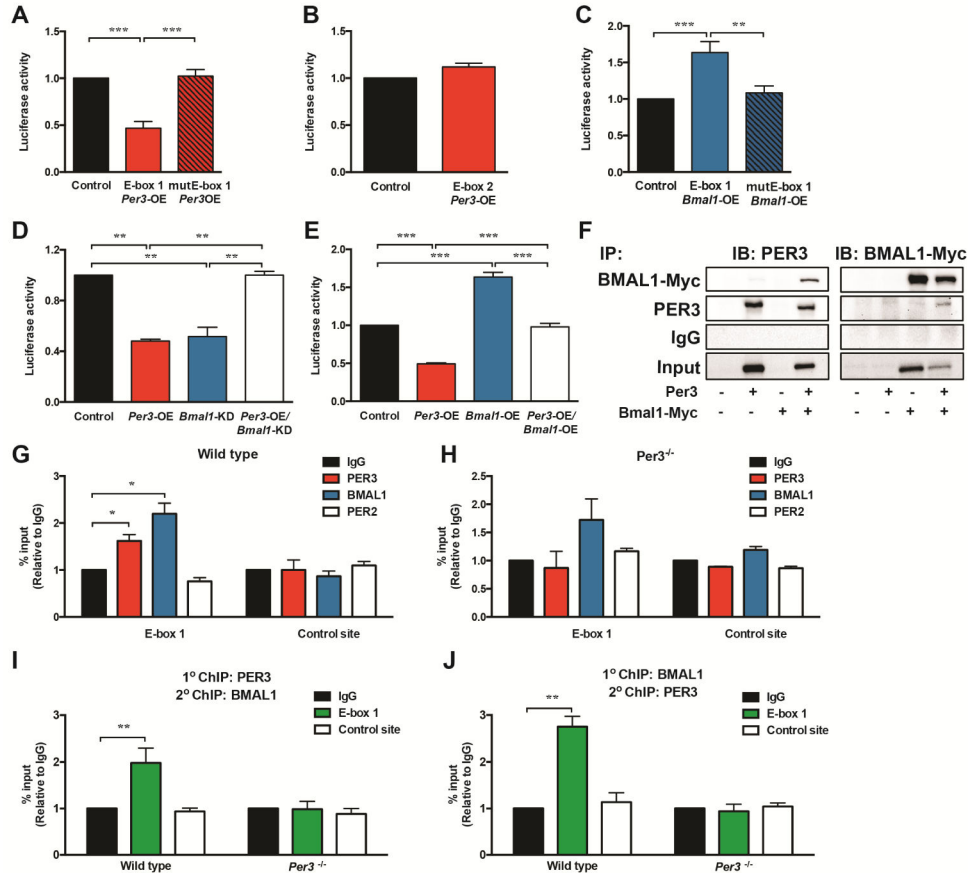 A
*** ***
Luciferase activity
1.5
1.0
0.5
0.0
Control E-box 1 mutE-box 1
Per3-OE Per3OE
B
Luciferase activity
1.5
1.0
0.5
0.0
Control E-box 2
Per3-OE
C
*** **
Luciferase activity
2.0
1.5
1.0
0.5
0.0
Control E-box 1 mutE-box 1
Bmal1-OE Bmal1-OE
D
** **
** **
Luciferase activity
1.2
0.8
0.4
0.0
Control Per3-OE Bmal1-KD Per3-OE/
Bmal1-KD
E
*** ***
*** ***
Luciferase activity
2.0
1.5
1.0
0.5
0.0
Control Per3-OE Bmal1-OE Per3-OE/
Bmal1-OE
F
IP: IB: PER3 IB: BMAL1-Myc
BMAL1-Myc
PER3
IgG
Input
Per3 - + - + - + - +
Bmal1-Myc - - + + - - + +
G
Wild type
IgG
PER3
BMAL1
PER2
*
*
% input
(Relative to IgG)
3
2
1
0
E-box 1 Control site
H
Per3-/-
IgG
PER3
BMAL1
PER2
% input
(Relative to IgG)
2.5
2.0
1.5
1.0
0.5
0.0
E-box 1 Control site
I
1º ChIP: PER3
2º ChIP: BMAL1
IgG
E-box 1
Control site
**
% input
(Relative to IgG)
3
2
1
0
Wild type Per3 -/-
J
1º ChIP: BMAL1
2º ChIP: PER3
IgG
E-box 1
Control site
**
% input
(Relative to IgG)
3
2
1
0
Wild type Per3 -/-